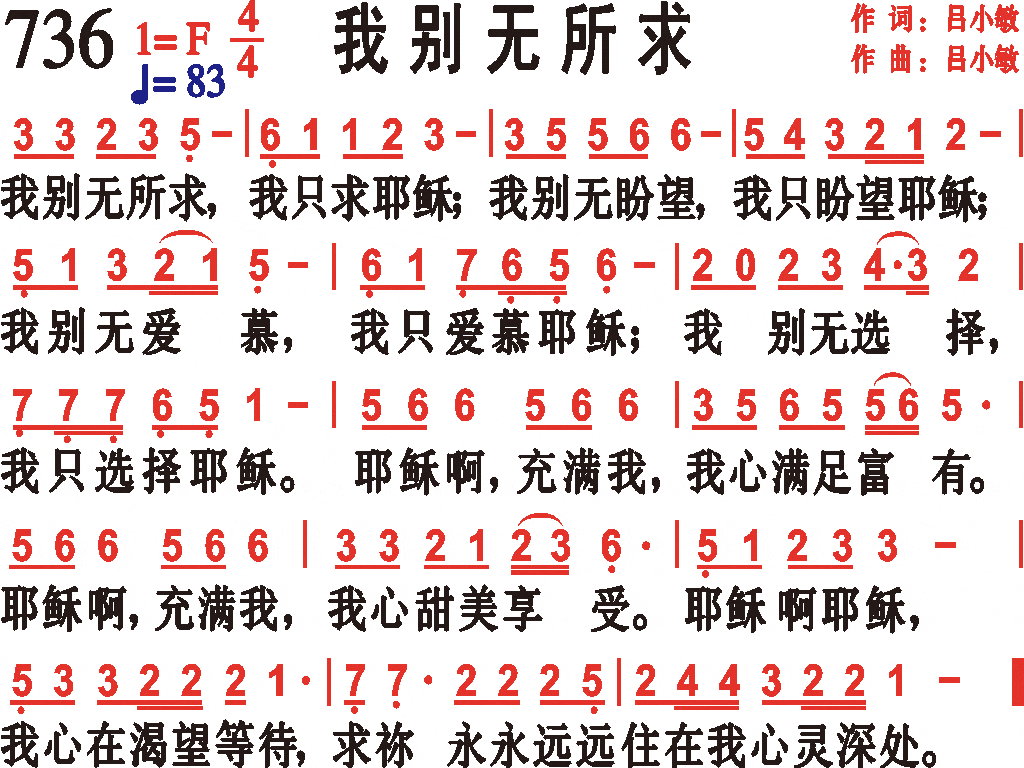 736 1=F 4/4 ♩=83 我别无所求 作词：吕小敏
作曲：吕小敏
3 3 2 3 5 – | 6 1 1 2 3 – | 3 5 5 6 6 – | 5 4 3 2 1 2 – |
我别无所求，我只求耶稣；我别无盼望，我只盼望耶稣；
5 1 3 2 1 5 – | 6 1 7 6 5 6 – | 2 0 2 3 4·3 2 |
我别无爱 慕，我只爱慕耶稣；我 别无选 择，
7 7 7 6 5 1 – | 5 6 6 5 6 6 | 3 5 6 5 5 6 5 · |
我只选择耶稣。耶稣啊，充满我，我心满足富 有。
5 6 6 5 6 6 | 3 3 2 1 2 3 6 · | 5 1 2 3 3 – |
耶稣啊，充满我，我心甜美享 受。耶稣啊耶稣，
5 3 3 2 2 2 1 · | 7 7 · 2 2 2 5 | 2 4 4 3 2 2 1 –
我心在渴望等待，求祢 永永远远住在我心灵深处。